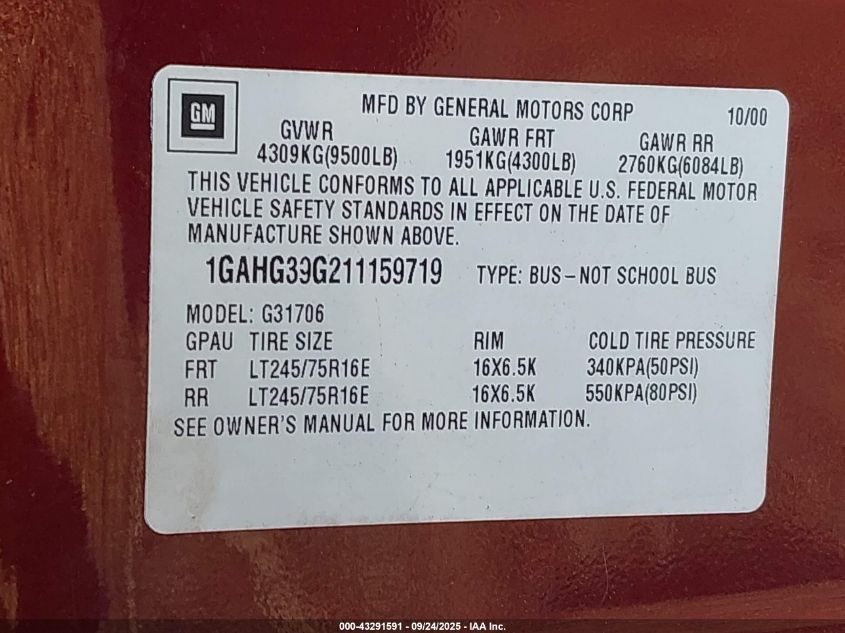 GM
MFD BY GENERAL MOTORS CORP 10/00
GVWR GAWR FRT GAWR RR
4309KG(9500LB) 1951KG(4300LB) 2760KG(6084LB)
THIS VEHICLE CONFORMS TO ALL APPLICABLE U.S. FEDERAL MOTOR
VEHICLE SAFETY STANDARDS IN EFFECT ON THE DATE OF
MANUFACTURE SHOWN ABOVE.
1GAHG39G211159719 TYPE: BUS-NOT SCHOOL BUS
MODEL: G31706
GPAU TIRE SIZE RIM COLD TIRE PRESSURE
FRT LT245/75R16E 16X6.5K 340KPA(50PSI)
RR LT245/75R16E 16X6.5K 550KPA(80PSI)
SEE OWNER'S MANUAL FOR MORE INFORMATION.
000-43291591 - 09/24/2025 - IAA Inc.